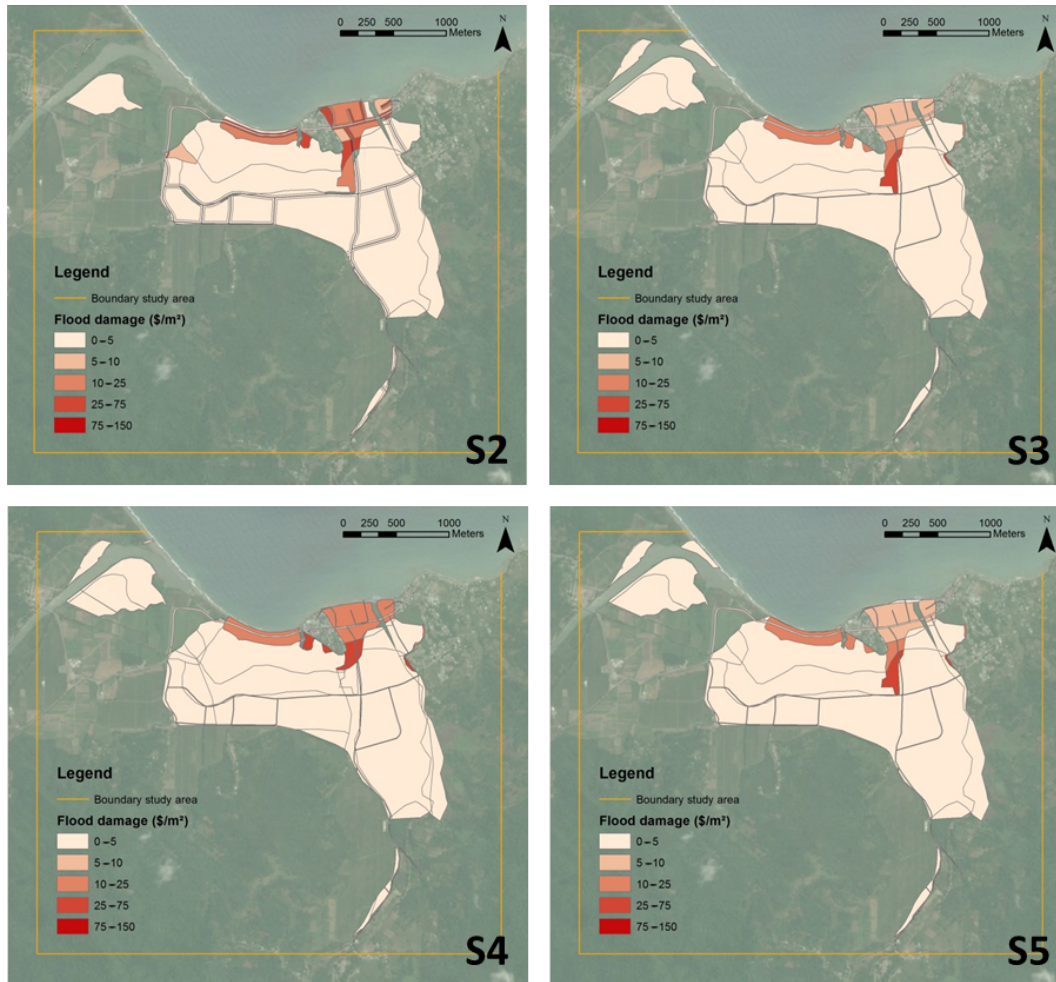 0 250 500 1000
Meters
N
Legend
Boundary study area
Flood damage ($/m²)
0–5
5–10
10–25
25–75
75–150
S2
0 250 500 1000
Meters
N
Legend
Boundary study area
Flood damage ($/m²)
0–5
5–10
10–25
25–75
75–150
S3
0 250 500 1000
Meters
N
Legend
Boundary study area
Flood damage ($/m²)
0–5
5–10
10–25
25–75
75–150
S4
0 250 500 1000
Meters
N
Legend
Boundary study area
Flood damage ($/m²)
0–5
5–10
10–25
25–75
75–150
S5